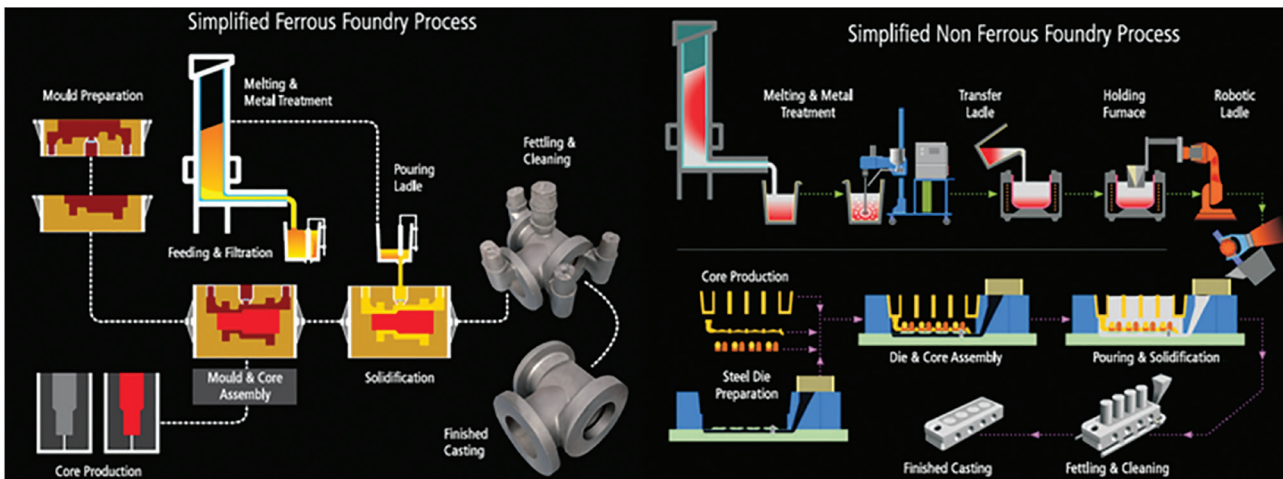 Simplified Ferrous Foundry Process
Mould Preparation
Melting &
Metal Treatment
Pouring
Ladle
Fettling &
Cleaning
Feeding & Filtration
Mould & Core
Assembly
Solidification
Core Production
Finished
Casting
Simplified Non Ferrous Foundry Process
Melting & Metal
Treatment
Transfer
Ladle
Holding
Furnace
Robotic
Ladle
Core Production
Die & Core Assembly
Pouring & Solidification
Steel Die
Preparation
Finished Casting
Fettling & Cleaning